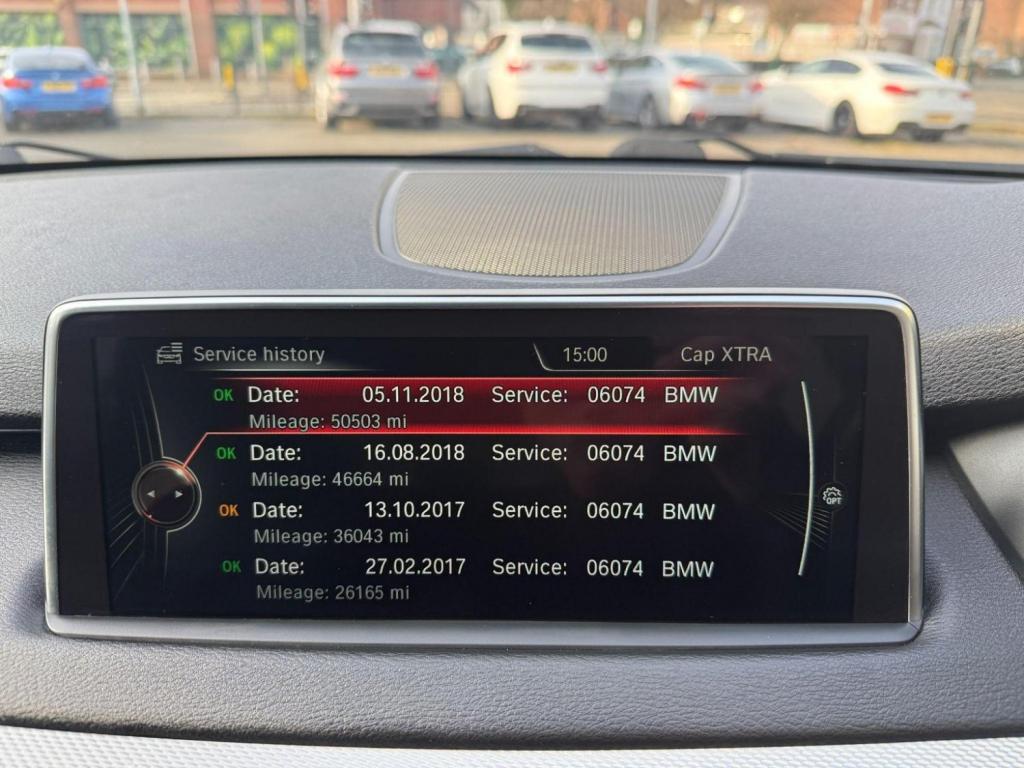 Service history 15:00 Cap XTRA
OK Date: 05.11.2018 Service: 06074 BMW
Mileage: 50503 mi
OK Date: 16.08.2018 Service: 06074 BMW
Mileage: 46664 mi
OK Date: 13.10.2017 Service: 06074 BMW
Mileage: 36043 mi
OPT
OK Date: 27.02.2017 Service: 06074 BMW
Mileage: 26165 mi